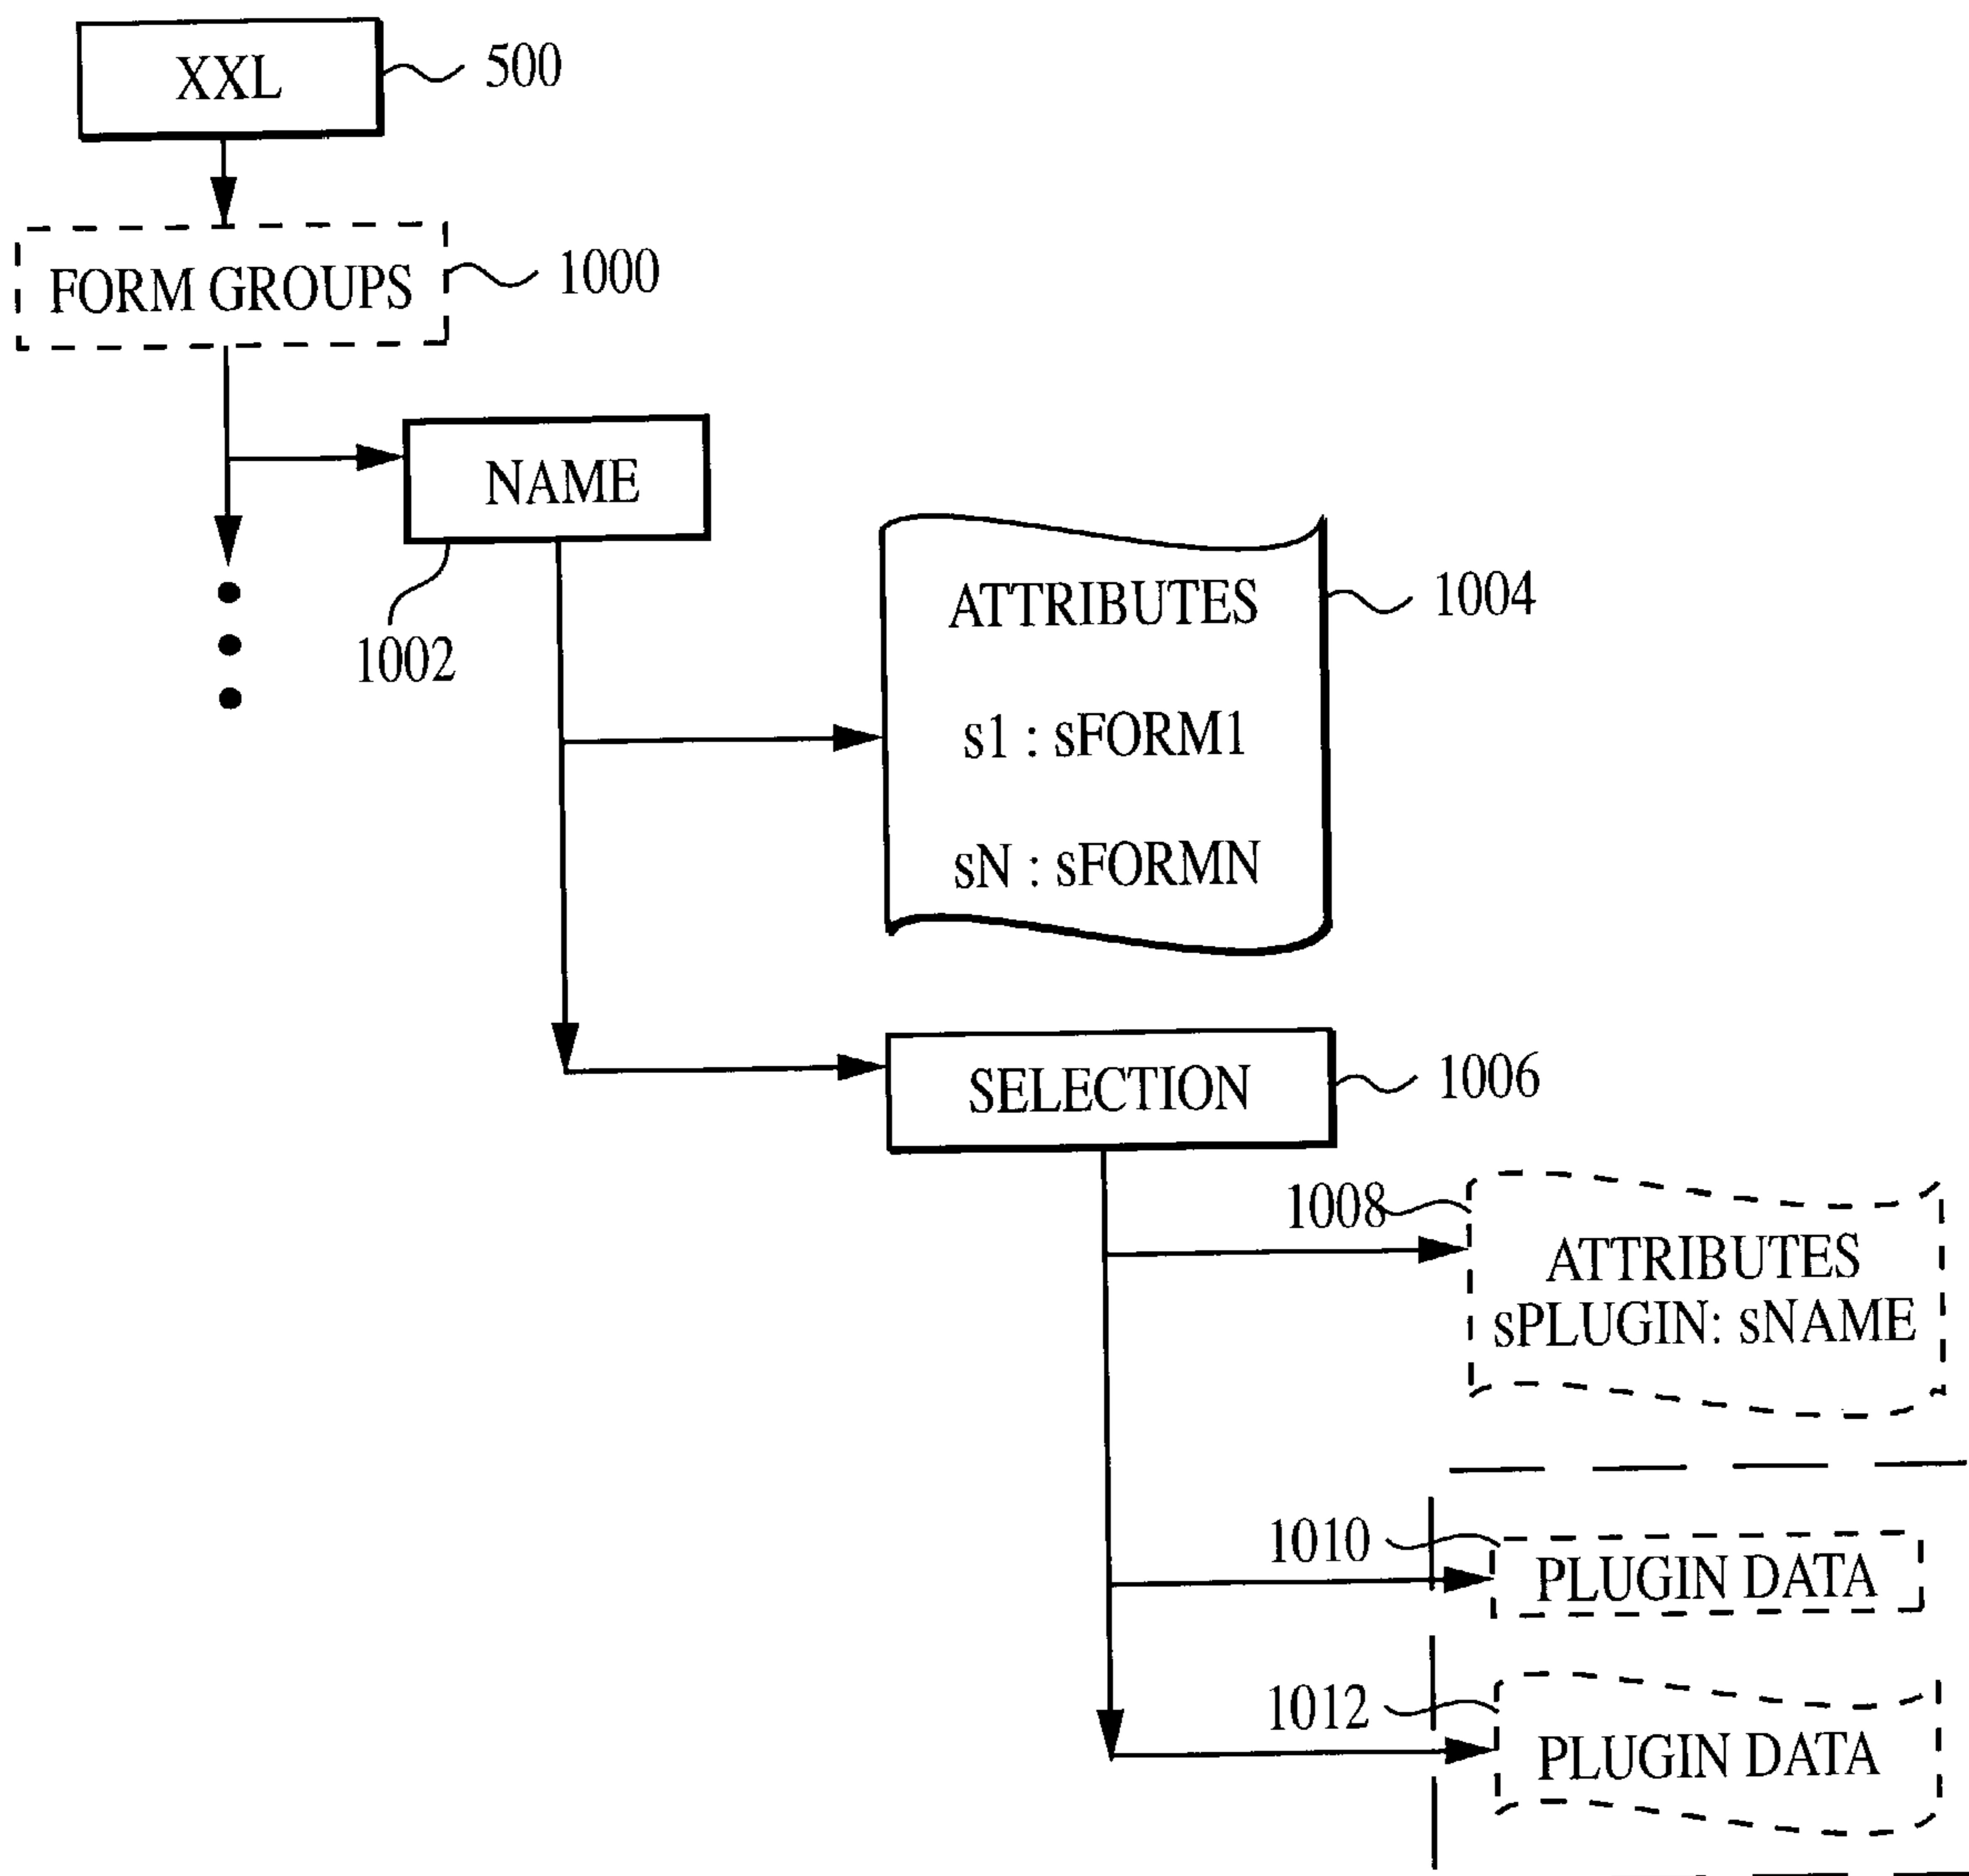 XXL
500
FORM GROUPS
1000
NAME
1002
ATTRIBUTES
s1 : sFORM1
sN : sFORMN
1004
SELECTION
1006
1008
ATTRIBUTES
sPLUGIN: sNAME
1010
PLUGIN DATA
1012
PLUGIN DATA